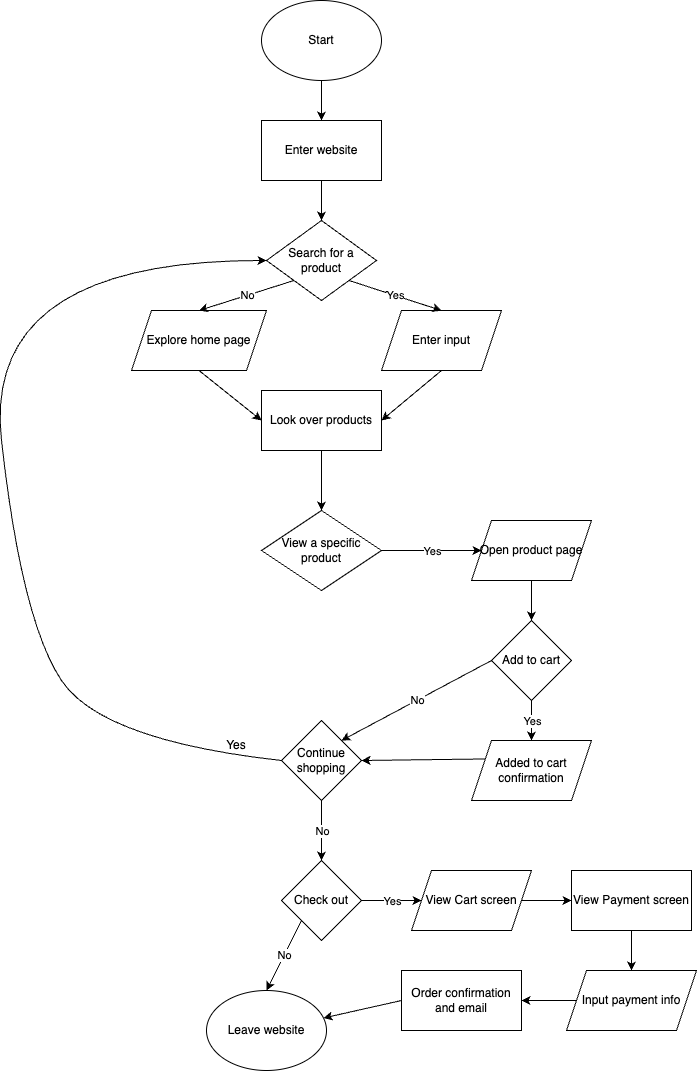 Start
Enter website
Search for a
product
No
Yes
Explore home page
Enter input
Look over products
View a specific
product
Yes
Open product page
Add to cart
No
Yes
Yes
Continue
shopping
Added to cart
confirmation
No
Check out
Yes
View Cart screen
View Payment screen
No
Order confirmation
and email
Input payment info
Leave website